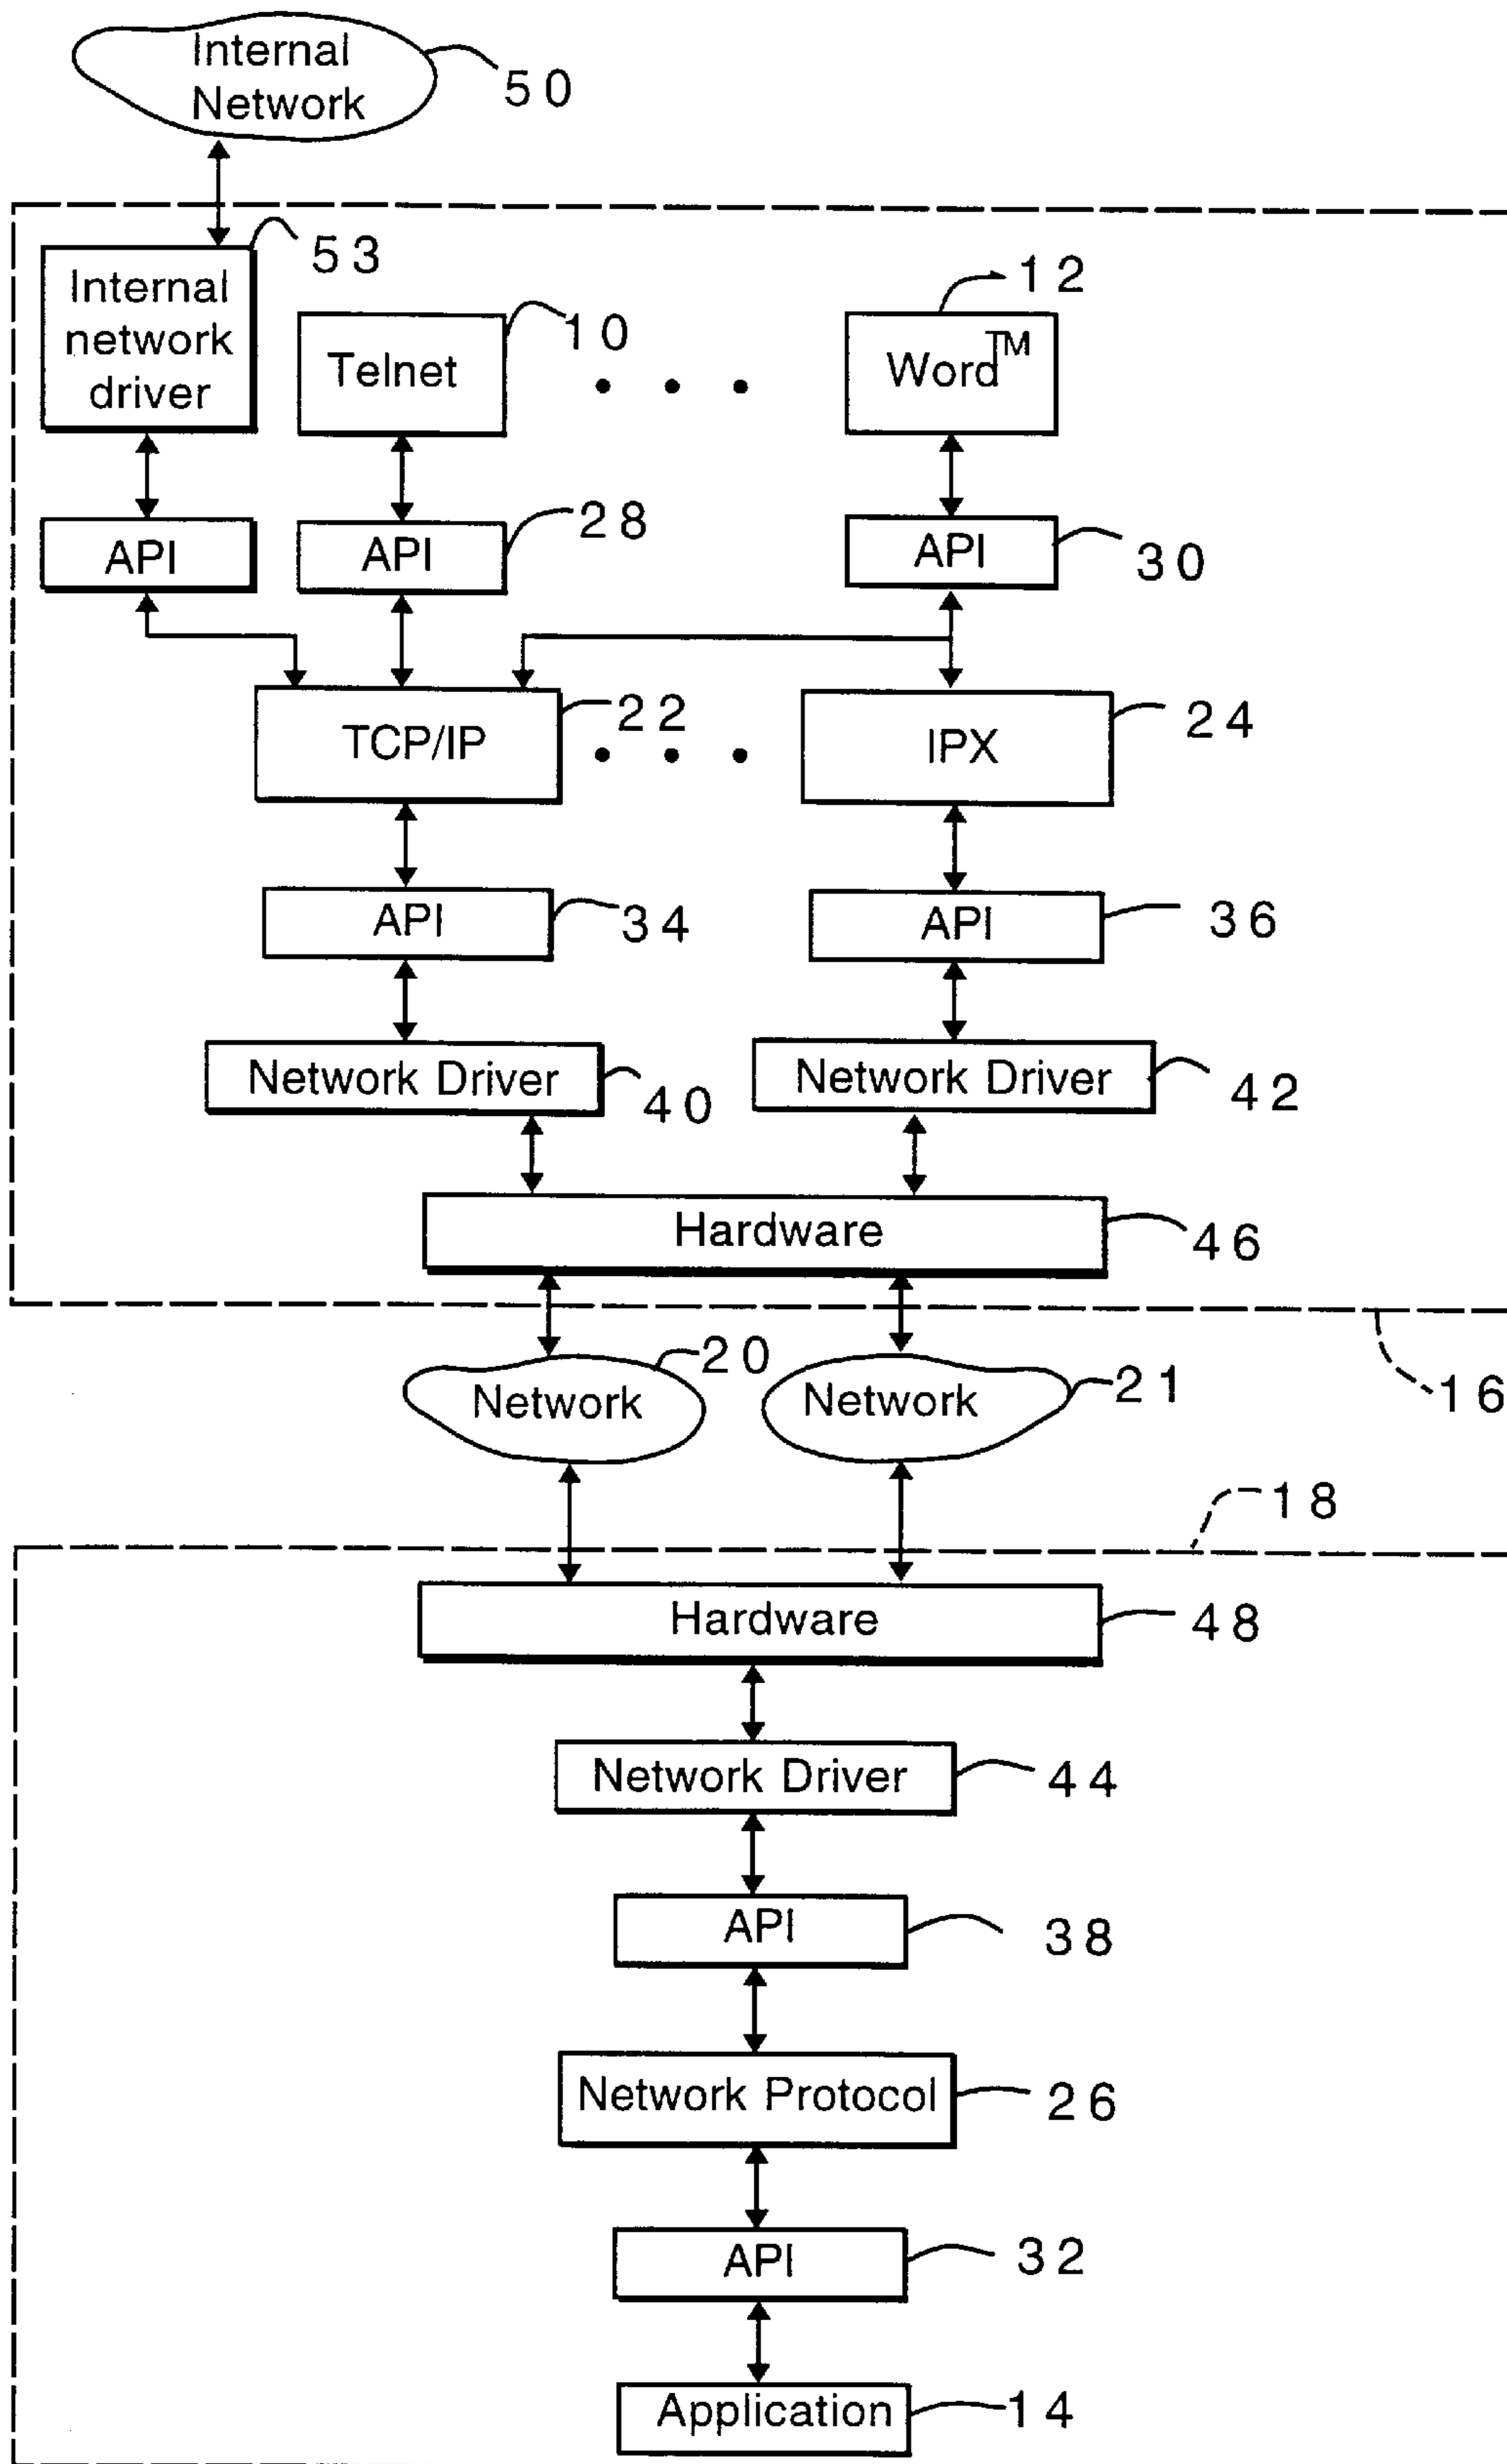 Internal
Network
50
53
Internal
network
driver
10
Telnet
12
Word™
API
API
28
API
30
TCP/IP
22
IPX
24
API
34
API
36
Network Driver
40
Network Driver
42
Hardware
46
Network
20
Network
21
16
18
Hardware
48
Network Driver
44
API
38
Network Protocol
26
API
32
Application
14